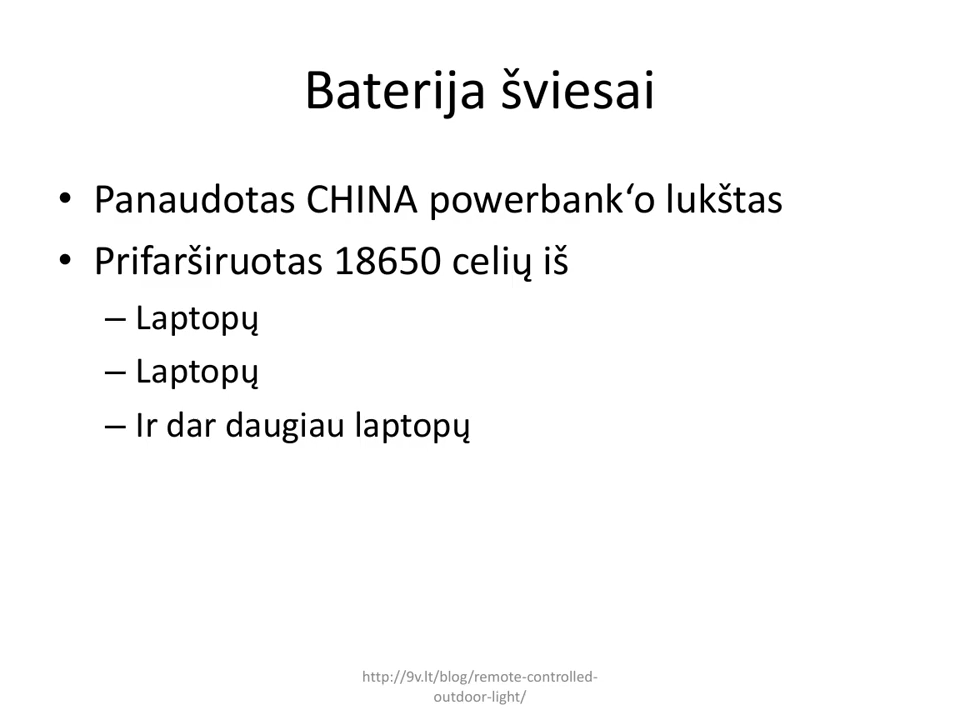 Baterija šviesai
• Panaudotas CHINA powerbank‘o lukštas
• Prifarširuotas 18650 celių iš
– Laptopų
– Laptopų
– Ir dar daugiau laptopų
http://9v.lt/blog/remote-controlled-
outdoor-light/